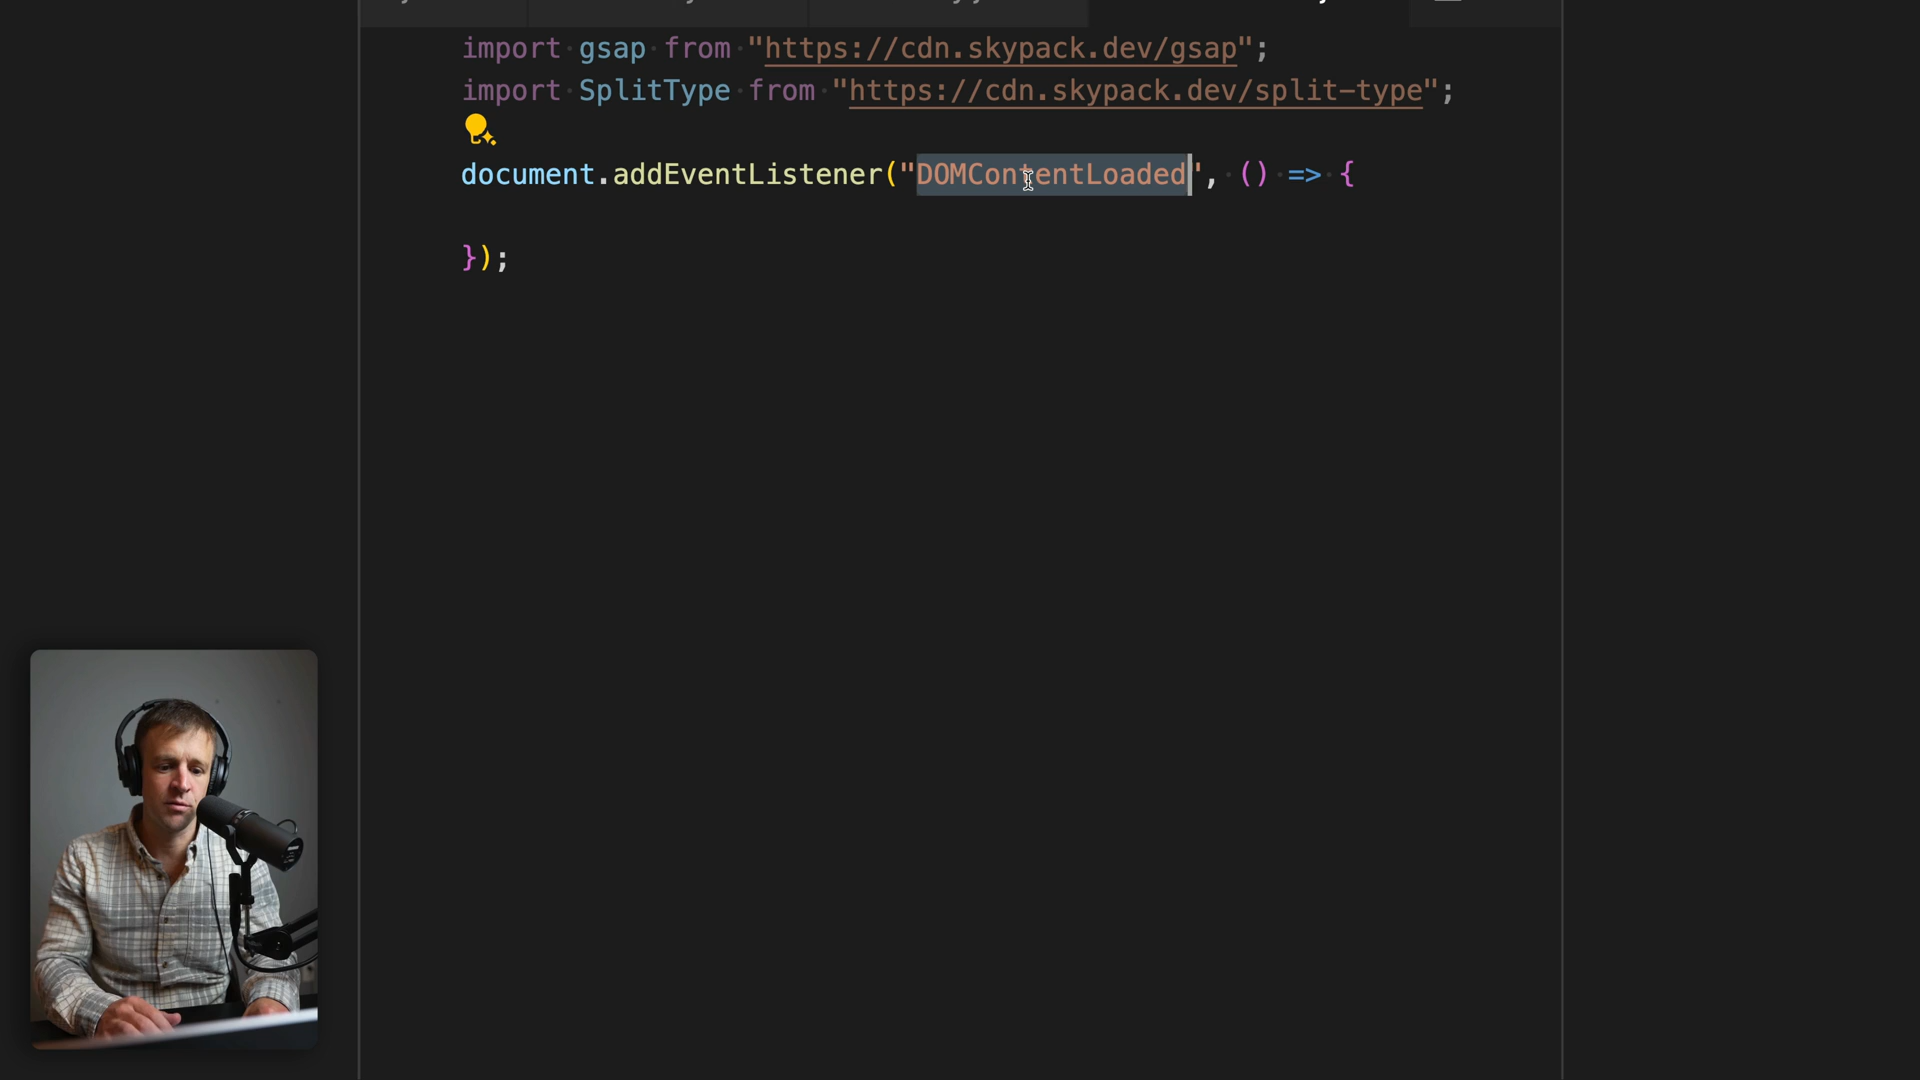 import gsap from "https://cdn.skypack.dev/gsap";
import SplitType from "https://cdn.skypack.dev/split-type";
document.addEventListener("DOMContentLoaded", () => {
});